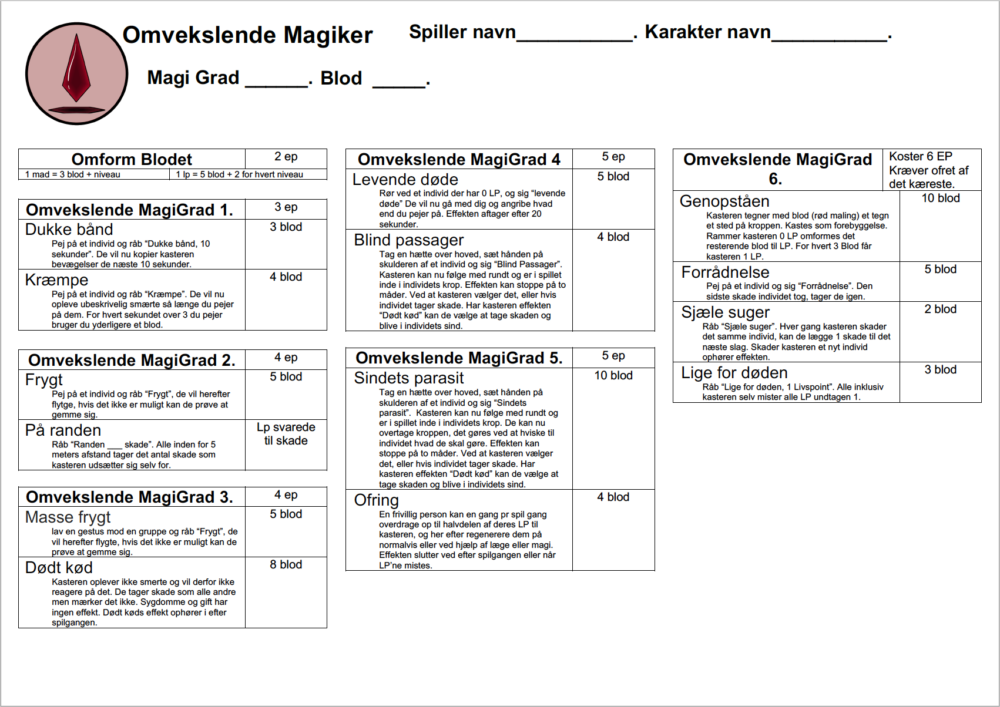 Omvekslende Magiker
Spiller navn___________. Karakter navn___________.
Magi Grad ______. Blod _____.
Omform Blodet
2 ep
1 mad = 3 blod + niveau
1 lp = 5 blod + 2 for hvert niveau
Omvekslende MagiGrad 1.
3 ep
Dukke bånd
3 blod
Pej på et individ og råb “Dukke bånd, 10
sekunder”. De vil nu kopier kasteren
bevægelser de næste 10 sekunder.
Kræmpe
4 blod
Pej på et individ og råb “Kræmpe”. De vil nu
opleve ubeskrivelig smærte så længe du pejer
på dem. For hvert sekundet over 3 du pejer
bruger du yderligere et blod.
Omvekslende MagiGrad 2.
4 ep
Frygt
5 blod
Pej på et individ og råb “Frygt”, de vil herefter
flytge, hvis det ikke er muligt kan de prøve at
gemme sig.
På randen
Lp svarede
til skade
Råb “Randen ___ skade”. Alle inden for 5
meters afstand tager det antal skade som
kasteren udsætter sig selv for.
Omvekslende MagiGrad 3.
4 ep
Masse frygt
5 blod
lav en gestus mod en gruppe og råb “Frygt”, de
vil herefter flygte, hvis det ikke er muligt kan de
prøve at gemme sig.
Dødt kød
8 blod
Kasteren oplever ikke smerte og vil derfor ikke
reagere på det. De tager skade som alle andre
men mærker det ikke. Sygdomme og gift har
ingen effekt. Dødt køds effekt ophører i efter
spilgangen.
Omvekslende MagiGrad 4
5 ep
Levende døde
5 blod
Rør ved et individ der har 0 LP, og sig “levende
døde” De vil nu gå med dig og angribe hvad
end du pejer på. Effekten aftager efter 20
sekunder.
Blind passager
4 blod
Tag en hætte over hoved, sæt hånden på
skulderen af et individ og sig “Blind Passager”.
Kasteren kan nu følge med rundt og er i spillet
inde i individets krop. Effekten kan stoppe på to
måder. Ved at kasteren vælger det, eller hvis
individet tager skade. Har kasteren effekten
“Dødt kød” kan de vælge at tage skaden og
blive i individets sind.
Omvekslende MagiGrad 5.
5 ep
Sindets parasit
10 blod
Tag en hætte over hoved, sæt hånden på
skulderen af et individ og sig “Sindets
parasit”.  Kasteren kan nu følge med rundt og
er i spillet inde i individets krop. De kan nu
overtage kroppen, det gøres ved at hviske til
individet hvad de skal gøre. Effekten kan
stoppe på to måder. Ved at kasteren vælger
det, eller hvis individet tager skade. Har
kasteren effekten “Dødt kød” kan de vælge at
tage skaden og blive i individets sind.
Ofring
4 blod
En frivillig person kan en gang pr spil gang
overdrage op til halvdelen af deres LP til
kasteren, og her efter regenerere dem på
normalvis eller ved hjælp af læge eller magi.
Effekten slutter ved efter spilgangen eller når
LP’ne mistes.
Omvekslende MagiGrad
6.
Koster 6 EP
Kræver ofret af
det kæreste.
Genopståen
10 blod
Kasteren tegner med blod (rød maling) et tegn
et sted på kroppen. Kastes som forebyggelse.
Rammer kasteren 0 LP omformes det
resterende blod til LP. For hvert 3 Blod får
kasteren 1 LP.
Forrådnelse
5 blod
Pej på et individ og sig “Forrådnelse”. Den
sidste skade individet tog, tager de igen.
Sjæle suger
2 blod
Råb “Sjæle suger”. Hver gang kasteren skader
det samme individ, kan de lægge 1 skade til det
næste slag. Skader kasteren et nyt individ
ophører effekten.
Lige for døden
3 blod
Råb “Lige for døden, 1 Livspoint”. Alle inklusiv
kasteren selv mister alle LP undtagen 1.